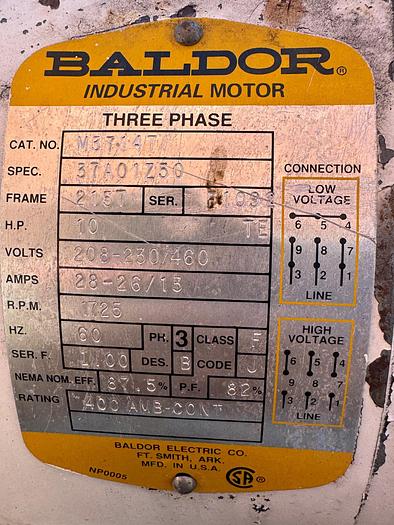 BALDOR®
INDUSTRIAL MOTOR
THREE PHASE
CAT. NO. M3714T
SPEC. 37A01Z50
FRAME 215T SER.
H.P. 10 TE
VOLTS 208-230/460
AMPS 28-26/13
R.P.M. 1725
HZ. 60 PH. 3 CLASS F
SER. F. 1.00 DES. B CODE J
NEMA NOM. EFF. 87.5% P.F. 82%
RATING 40C AMB-CONT
CONNECTION
LOW
VOLTAGE
6 5 4
9 8 7
3 2 1
LINE
HIGH
VOLTAGE
6 5 4
9 8 7
3 2 1
LINE
BALDOR ELECTRIC CO.
FT. SMITH, ARK.
MFD. IN U.S.A.
NP0005
SA®